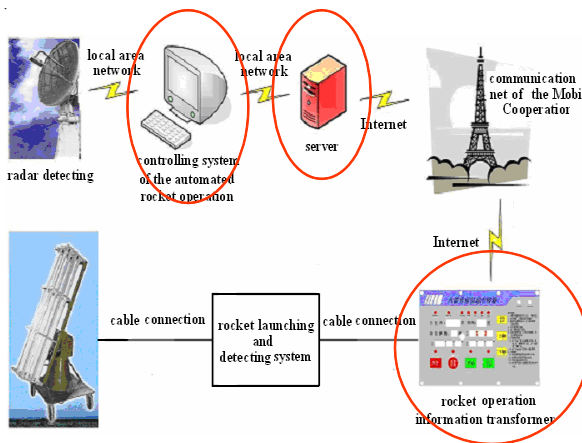 local area
network
local area
network
communication
net of the Mobi
Cooperatior
Internet
radar detecting
controlling system
of the automated
rocket operation
server
Internet
cable connection
rocket launching
and
detecting system
cable connection
rocket operation
information transformer